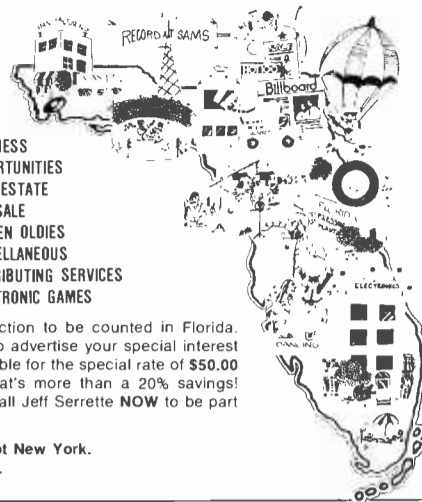 RECORD SAMS
Billboard
NESS
RTUNITIES
ESTATE
SALE
EN OLDIES
ELLANEOUS
RIBUTING SERVICES
TRONIC GAMES
ELECTRONICS
ction to be counted in Florida.
o advertise your special interest
ble for the special rate of $50.00
at's more than a 20% savings!
all Jeff Serrette NOW to be part
ot New York.